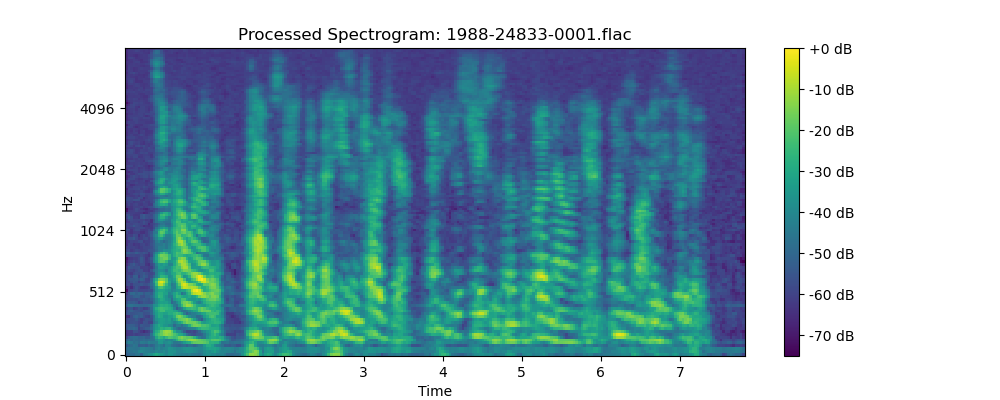 Processed Spectrogram: 1988-24833-0001.flac
Hz
4096
2048
1024
512
0
0 1 2 3 4 5 6 7
Time
+0 dB
-10 dB
-20 dB
-30 dB
-40 dB
-50 dB
-60 dB
-70 dB